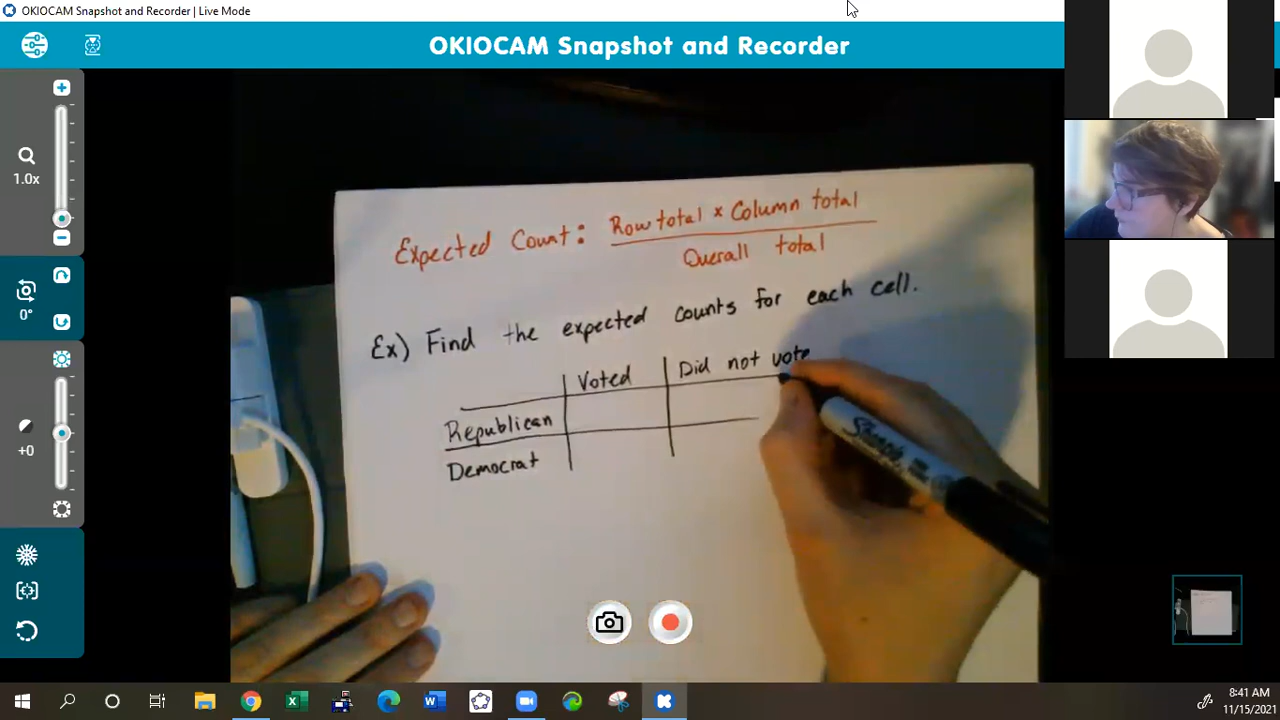 OKIOCAM Snapshot and Recorder | Live Mode
OKIOCAM Snapshot and Recorder
1.0x
0°
+0
Expected Count: Row total × Column total
Overall total
Ex) Find the expected counts for each cell.
Voted Did not vote
Republican
Democrat
Sharpie
8:41 AM
11/15/2021